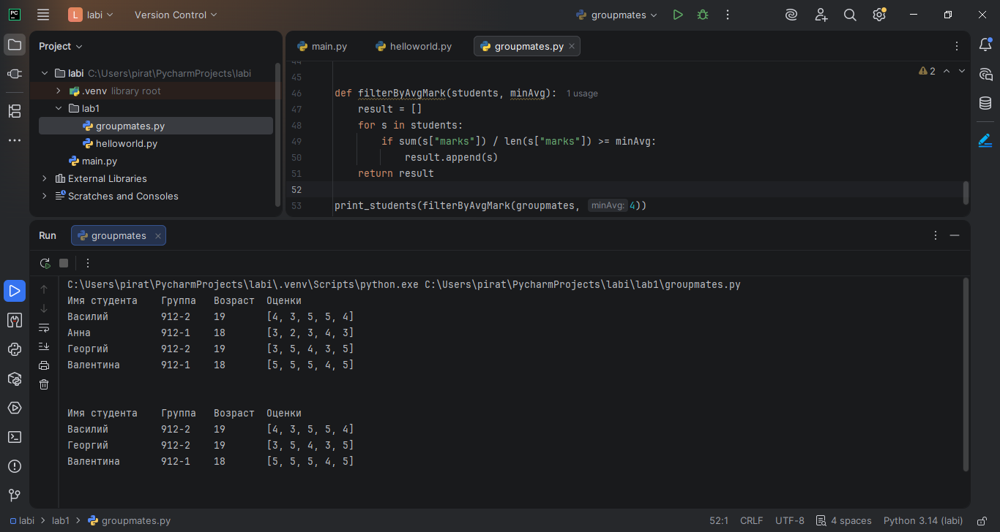 PC
L labi Version Control groupmates
Project
main.py helloworld.py groupmates.py
labi C:\Users\pirat\PycharmProjects\labi
.venv library root
lab1
groupmates.py
helloworld.py
main.py
External Libraries
Scratches and Consoles
2
44
45
46 def filterByAvgMark(students, minAvg): 1 usage
47 result = []
48 for s in students:
49 if sum(s["marks"]) / len(s["marks"]) >= minAvg:
50 result.append(s)
51 return result
52
53 print_students(filterByAvgMark(groupmates, minAvg: 4))
Run groupmates
C:\Users\pirat\PycharmProjects\labi\.venv\Scripts\python.exe C:\Users\pirat\PycharmProjects\labi\lab1\groupmates.py
Имя студента Группа Возраст Оценки
Василий 912-2 19 [4, 3, 5, 5, 4]
Анна 912-1 18 [3, 2, 3, 4, 3]
Георгий 912-2 19 [3, 5, 4, 3, 5]
Валентина 912-1 18 [5, 5, 5, 4, 5]
Имя студента Группа Возраст Оценки
Василий 912-2 19 [4, 3, 5, 5, 4]
Георгий 912-2 19 [3, 5, 4, 3, 5]
Валентина 912-1 18 [5, 5, 5, 4, 5]
labi > lab1 > groupmates.py 52:1 CRLF UTF-8 4 spaces Python 3.14 (labi)